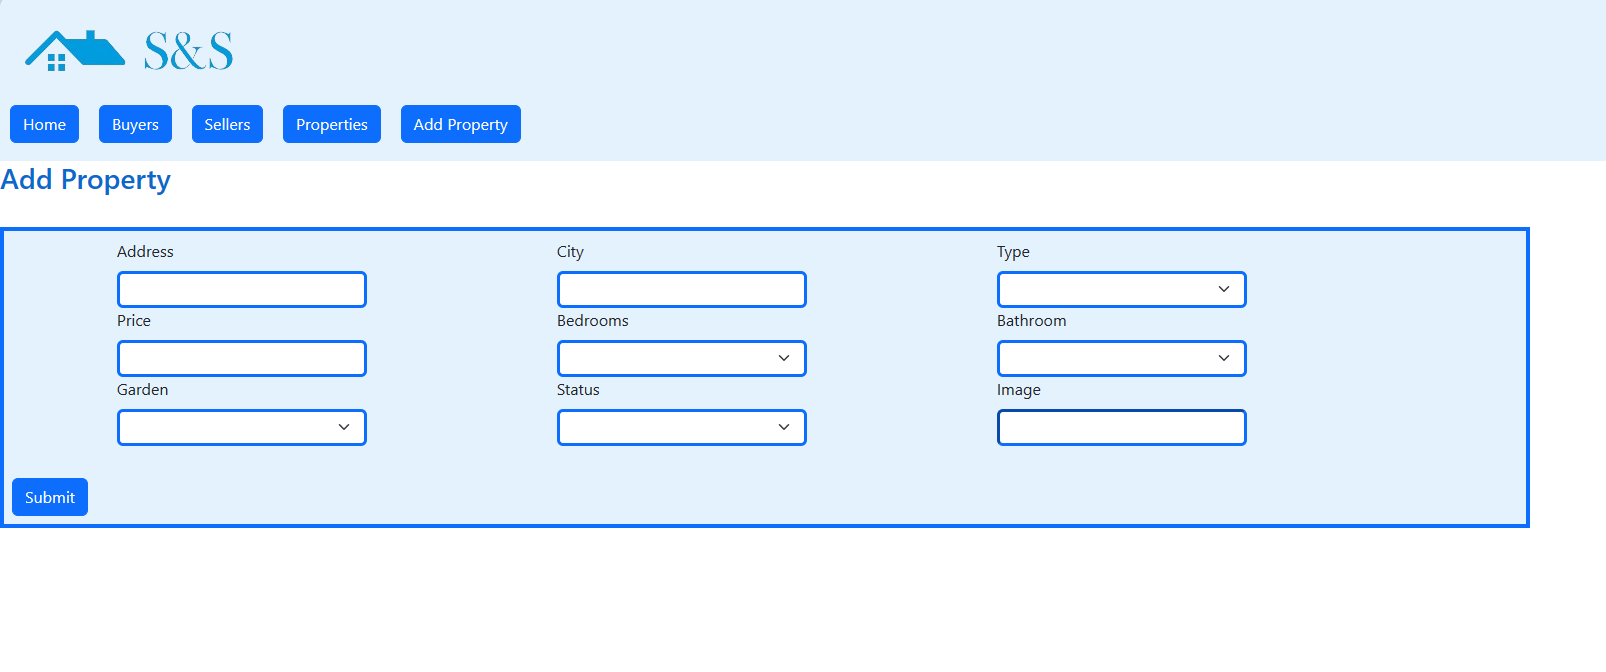 S&S
Home Buyers Sellers Properties Add Property
Add Property
Address City Type
Price Bedrooms Bathroom
Garden Status Image
Submit